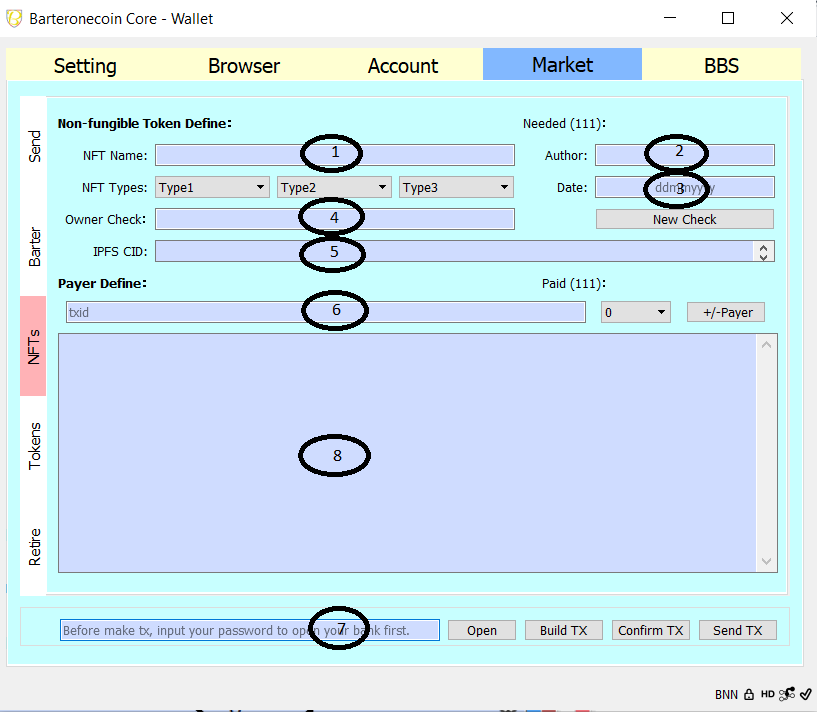 Barteronecoin Core - Wallet
Setting Browser Account Market BBS
Send
Barter
NFTs
Tokens
Retire
Non-fungible Token Define: Needed (111):
NFT Name: 1 Author: 2
NFT Types: Type1 Type2 Type3 Date: ddmmyyyy 3
Owner Check: 4 New Check
IPFS CID: 5
Payer Define: Paid (111):
txid 6 0 +/-Payer
8
Before make tx, input your password to open your bank first. 7 Open Build TX Confirm TX Send TX
BNN HD